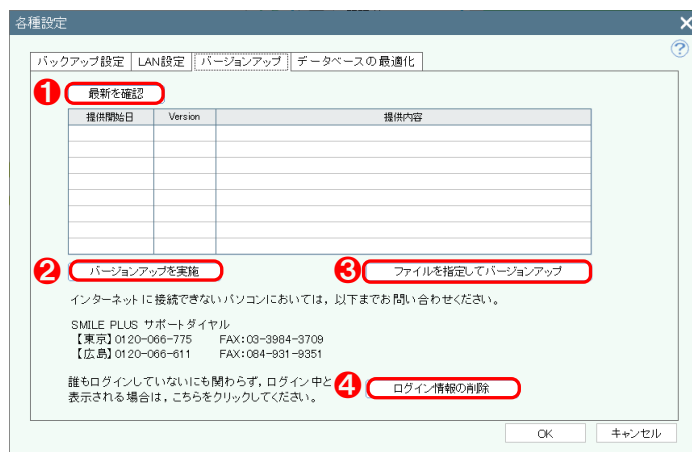 各種設定
バックアップ設定 LAN設定 バージョンアップ データベースの最適化
1 最新を確認
提供開始日 Version 提供内容
2 バージョンアップを実施 3 ファイルを指定してバージョンアップ
インターネットに接続できないパソコンにおいては，以下までお問い合わせください。
SMILE PLUS サポートダイヤル
【東京】0120-066-775 FAX:03-3984-3709
【広島】0120-066-611 FAX:084-931-9351
誰もログインしていないにも関わらず，ログイン中と 4 ログイン情報の削除
表示される場合は，こちらをクリックしてください。
OK キャンセル